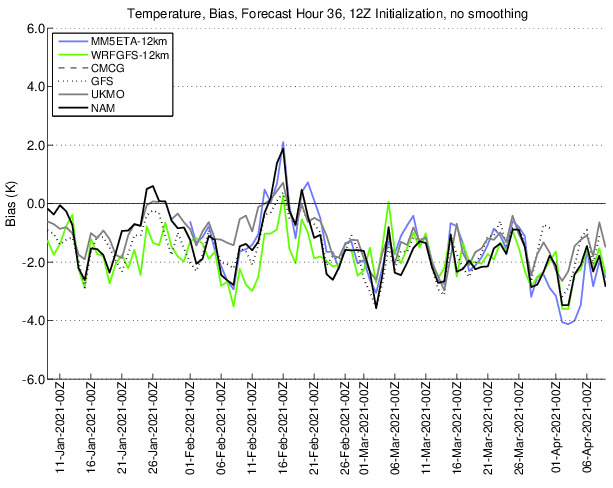 Temperature, Bias, Forecast Hour 36, 12Z Initialization, no smoothing
6.0
4.0
2.0
0.0
-2.0
-4.0
-6.0
Bias (K)
MM5ETA-12km
WRFGFS-12km
CMCG
GFS
UKMO
NAM
11-Jan-2021-00Z
16-Jan-2021-00Z
21-Jan-2021-00Z
26-Jan-2021-00Z
01-Feb-2021-00Z
06-Feb-2021-00Z
11-Feb-2021-00Z
16-Feb-2021-00Z
21-Feb-2021-00Z
26-Feb-2021-00Z
01-Mar-2021-00Z
06-Mar-2021-00Z
11-Mar-2021-00Z
16-Mar-2021-00Z
21-Mar-2021-00Z
26-Mar-2021-00Z
01-Apr-2021-00Z
06-Apr-2021-00Z